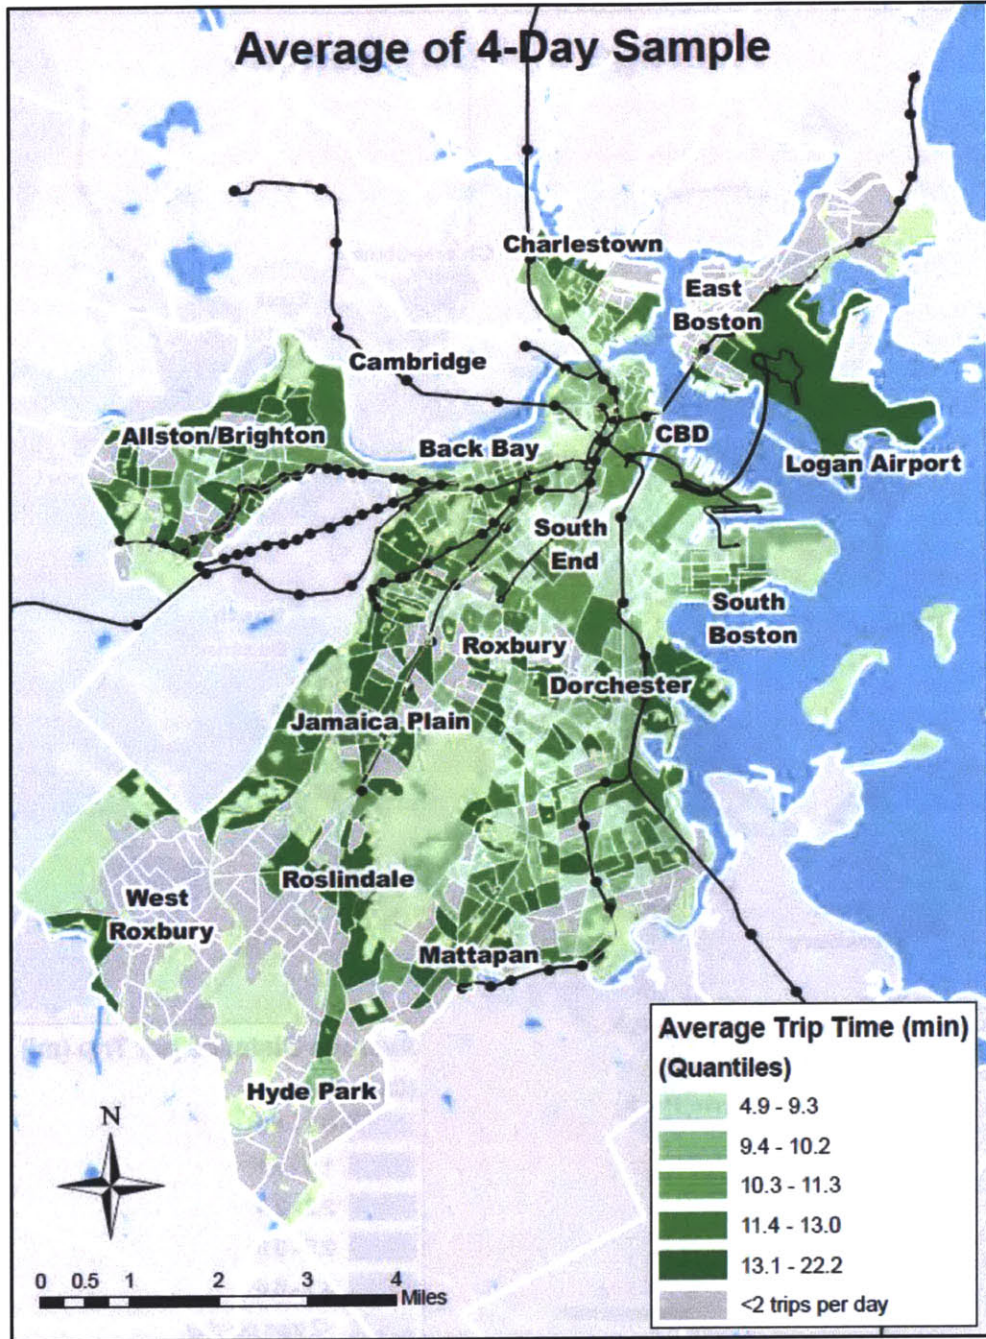 Average of 4-Day Sample
Charlestown
East
Boston
Cambridge
Allston/Brighton
Back Bay
CBD
Logan Airport
South
End
South
Boston
Roxbury
Dorchester
Jamaica Plain
Roslindale
West
Roxbury
Mattapan
Hyde Park
N
0 0.5 1 2 3 4
Miles
Average Trip Time (min)
(Quantiles)
4.9 - 9.3
9.4 - 10.2
10.3 - 11.3
11.4 - 13.0
13.1 - 22.2
<2 trips per day